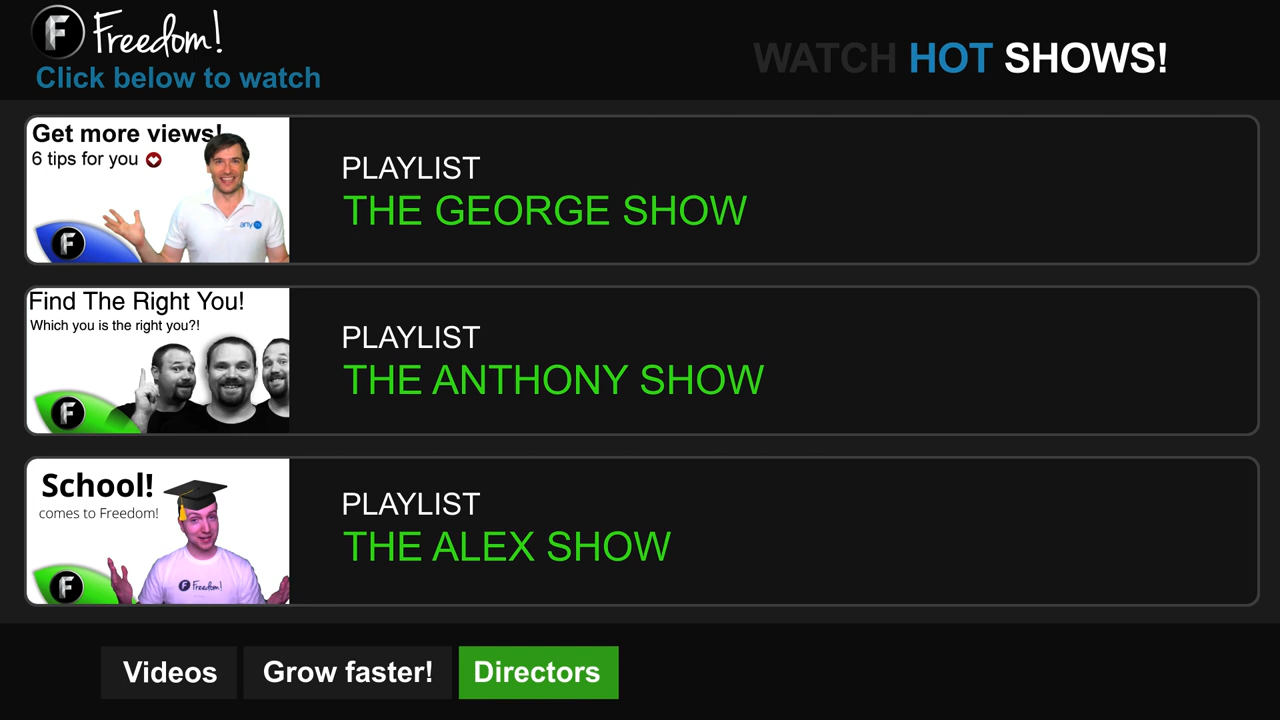 F Freedom!
Click below to watch
WATCH HOT SHOWS!
Get more views!
6 tips for you
any
F
PLAYLIST
THE GEORGE SHOW
Find The Right You!
Which you is the right you?!
F
PLAYLIST
THE ANTHONY SHOW
School!
comes to Freedom!
F Freedom!
F
PLAYLIST
THE ALEX SHOW
Videos
Grow faster!
Directors